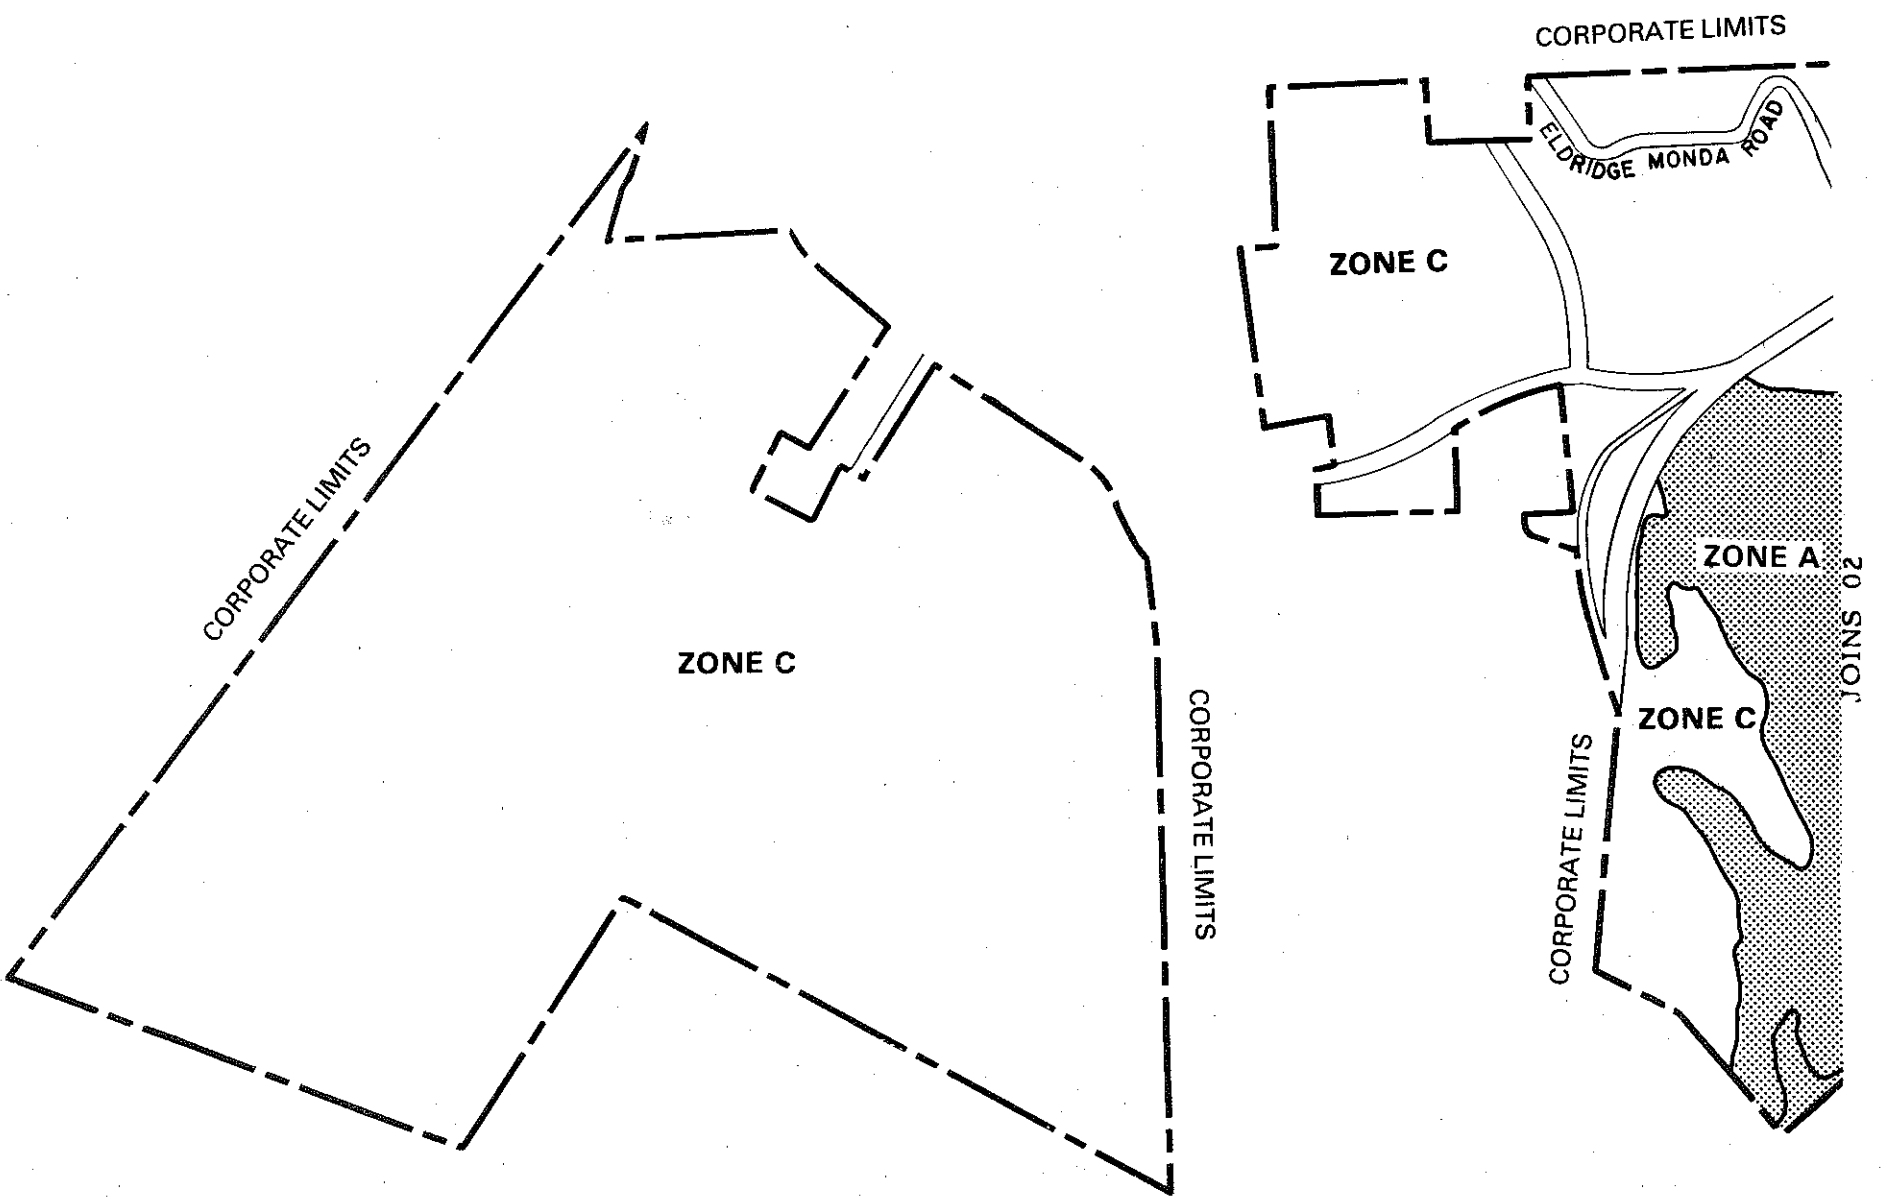 CORPORATE LIMITS
ELDRIDGE MONDA ROAD
ZONE C
CORPORATE LIMITS
ZONE A
JOINS 02
ZONE C
CORPORATE LIMITS
ZONE C
CORPORATE LIMITS